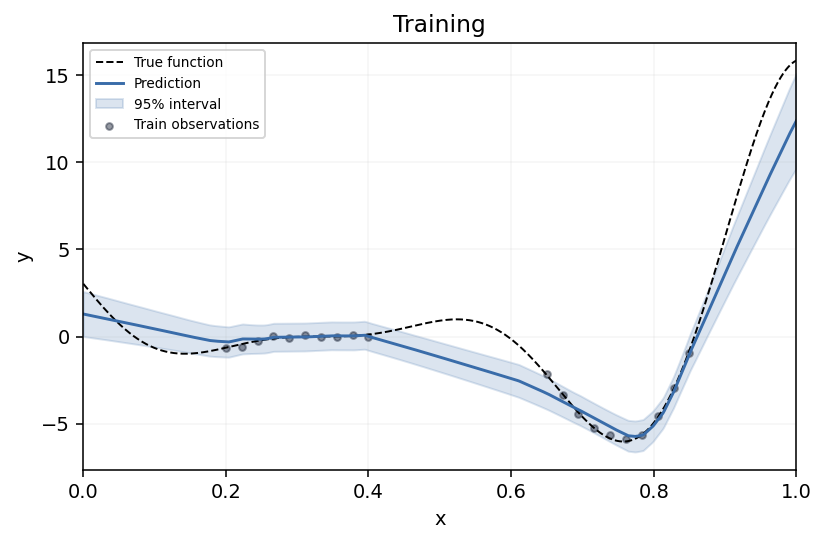 Training
True function
Prediction
95% interval
Train observations
y
15
10
5
0
−5
0.0 0.2 0.4 0.6 0.8 1.0
x